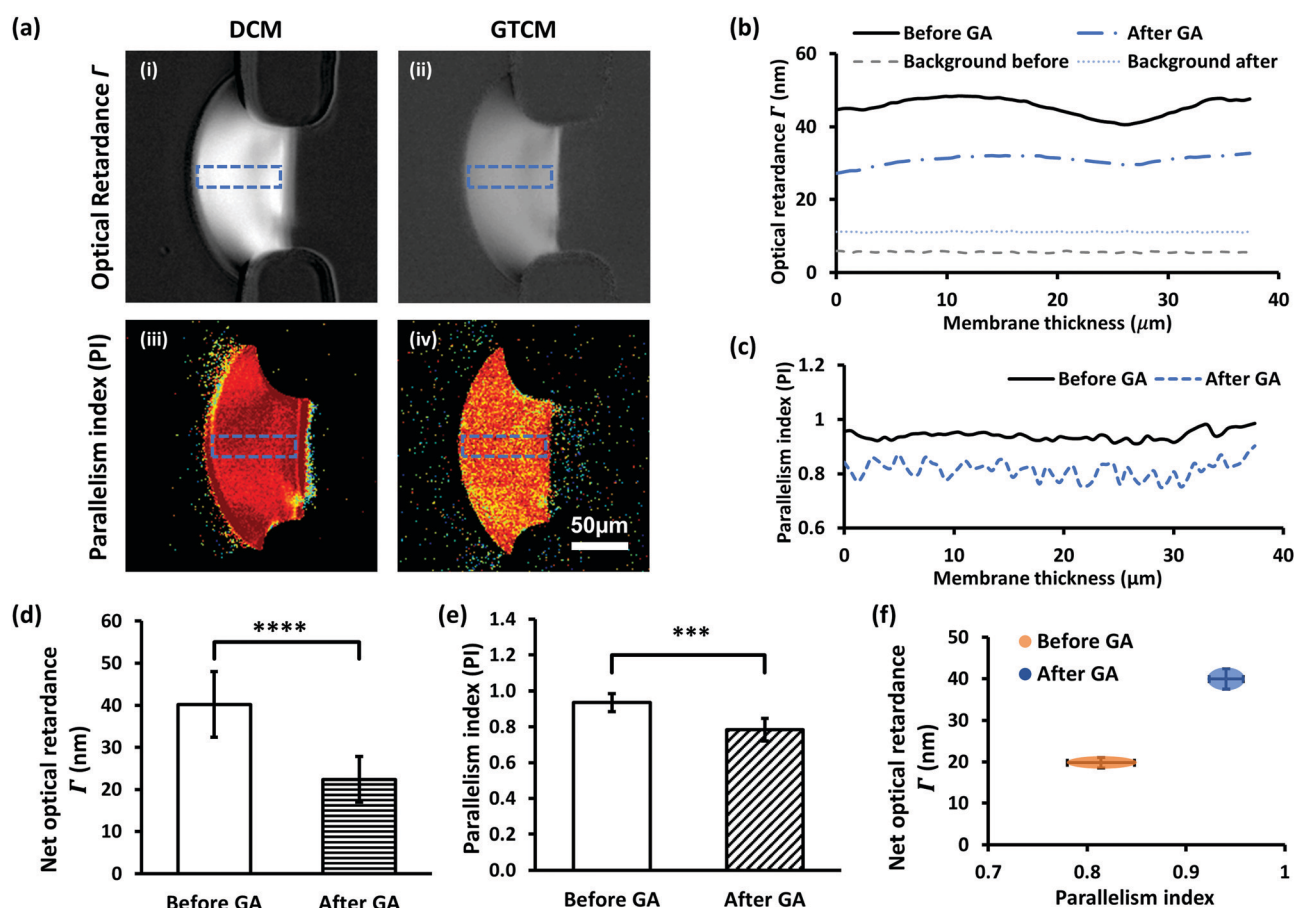 (a)
DCM
GTCM
Optical Retardance Γ
(i)
(ii)
Parallelism index (PI)
(iii)
(iv)
50μm
(b)
Before GA
After GA
Background before
Background after
Optical retardance Γ (nm)
60
40
20
0
0
10
20
30
40
Membrane thickness (μm)
(c)
Parallelism index (PI)
1.2
1
0.8
0.6
Before GA
After GA
0
10
20
30
40
Membrane thickness (μm)
(d)
Net optical retardance
Γ (nm)
60
50
40
30
20
10
0
****
Before GA
After GA
(e)
Parallelism index (PI)
1.4
1.2
1.0
0.8
0.6
0.4
0.2
0.0
***
Before GA
After GA
(f)
Net optical retardance
Γ (nm)
50
40
30
20
10
0
Before GA
After GA
0.7
0.8
0.9
1
Parallelism index